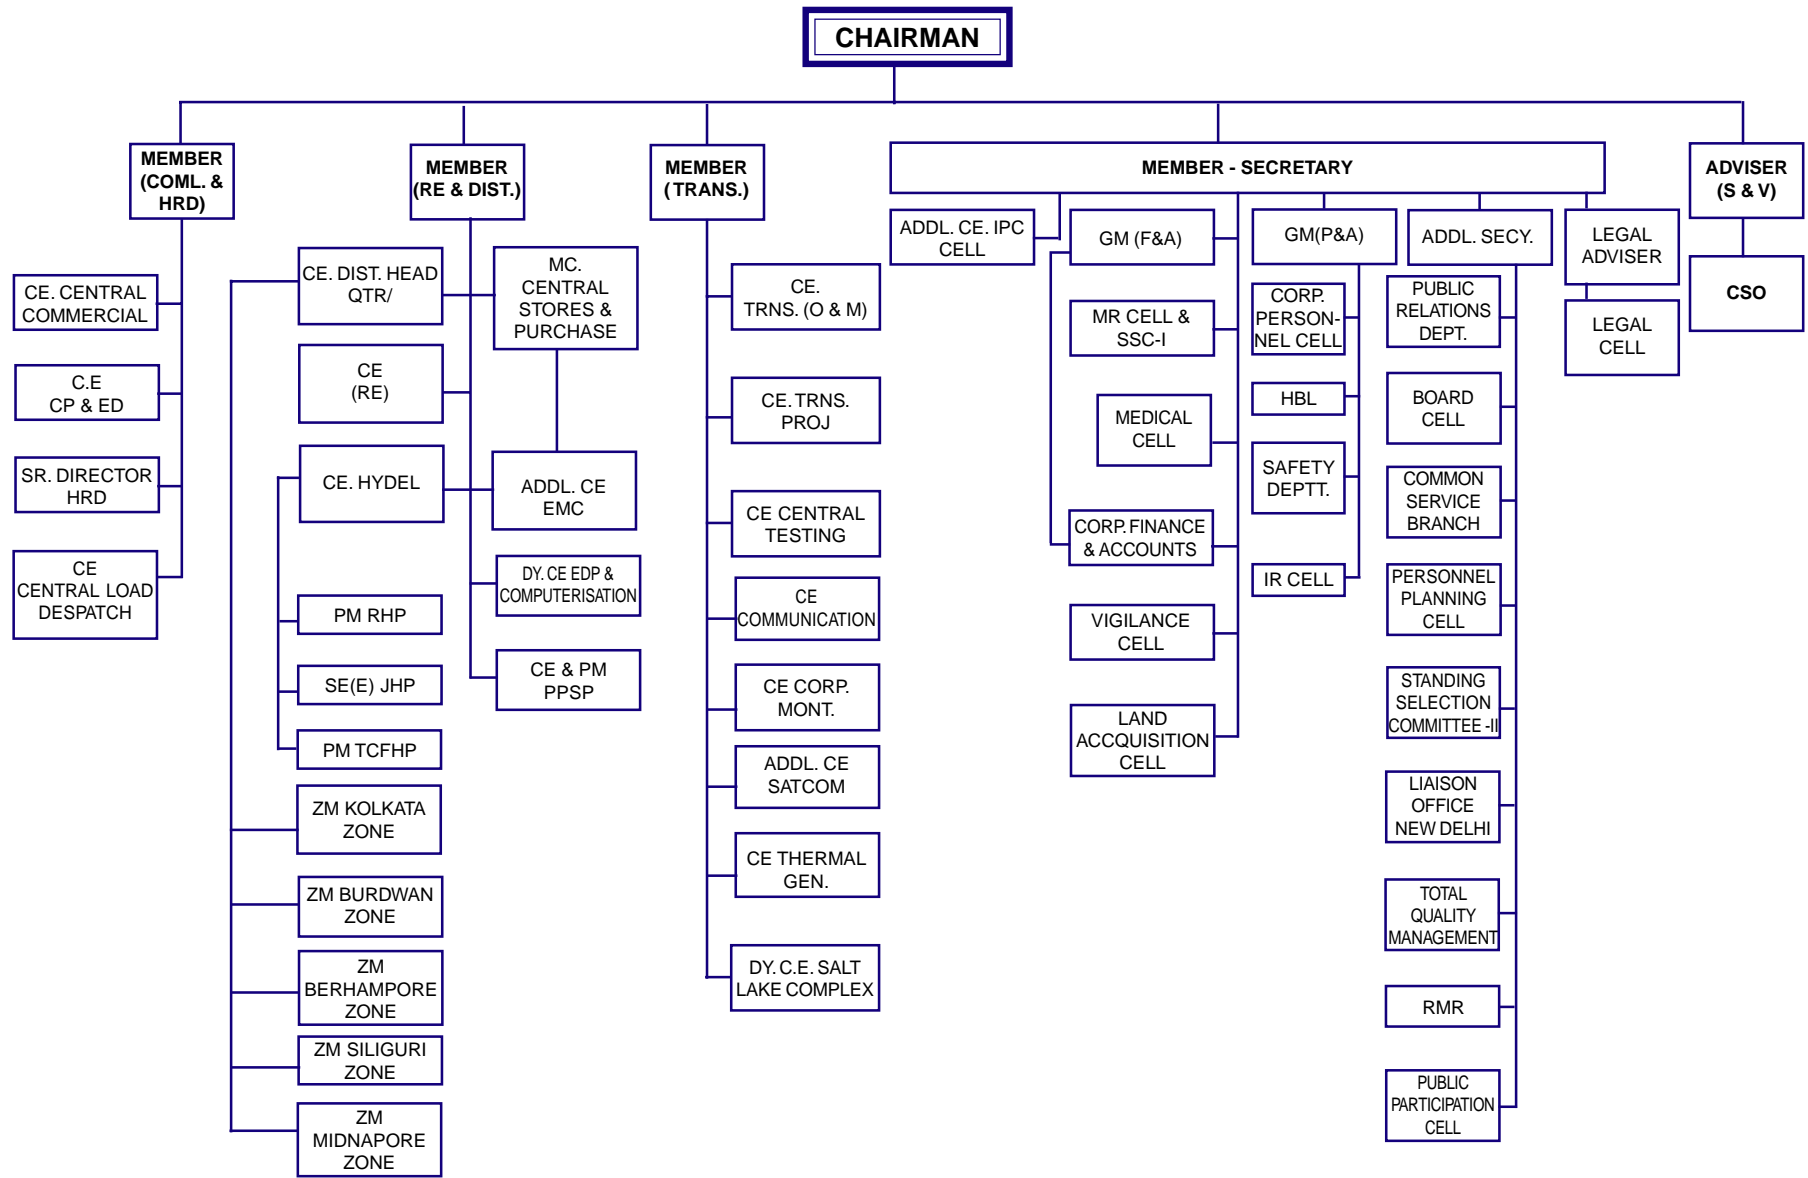 CHAIRMAN
MEMBER
(COML. &
HRD)
CE. CENTRAL
COMMERCIAL
C.E
CP & ED
SR. DIRECTOR
HRD
CE
CENTRAL LOAD
DESPATCH
MEMBER
(RE & DIST.)
CE. DIST. HEAD
QTR/
CE
(RE)
CE. HYDEL
PM RHP
SE(E) JHP
PM TCFHP
ZM KOLKATA
ZONE
ZM BURDWAN
ZONE
ZM
BERHAMPORE
ZONE
ZM SILIGURI
ZONE
ZM
MIDNAPORE
ZONE
MC.
CENTRAL
STORES &
PURCHASE
ADDL. CE
EMC
DY. CE EDP &
COMPUTERISATION
CE & PM
PPSP
MEMBER
(TRANS.)
CE.
TRNS. (O & M)
CE. TRNS.
PROJ
CE CENTRAL
TESTING
CE
COMMUNICATION
CE CORP.
MONT.
ADDL. CE
SATCOM
CE THERMAL
GEN.
DY. C.E. SALT
LAKE COMPLEX
MEMBER - SECRETARY
ADDL. CE. IPC
CELL
GM (F&A)
MR CELL &
SSC-I
MEDICAL
CELL
CORP. FINANCE
& ACCOUNTS
VIGILANCE
CELL
LAND
ACCQUISITION
CELL
GM(P&A)
CORP.
PERSON-
NEL CELL
HBL
SAFETY
DEPTT.
IR CELL
ADDL. SECY.
PUBLIC
RELATIONS
DEPT.
BOARD
CELL
COMMON
SERVICE
BRANCH
PERSONNEL
PLANNING
CELL
STANDING
SELECTION
COMMITTEE -II
LIAISON
OFFICE
NEW DELHI
TOTAL
QUALITY
MANAGEMENT
RMR
PUBLIC
PARTICIPATION
CELL
LEGAL
ADVISER
LEGAL
CELL
ADVISER
(S & V)
CSO